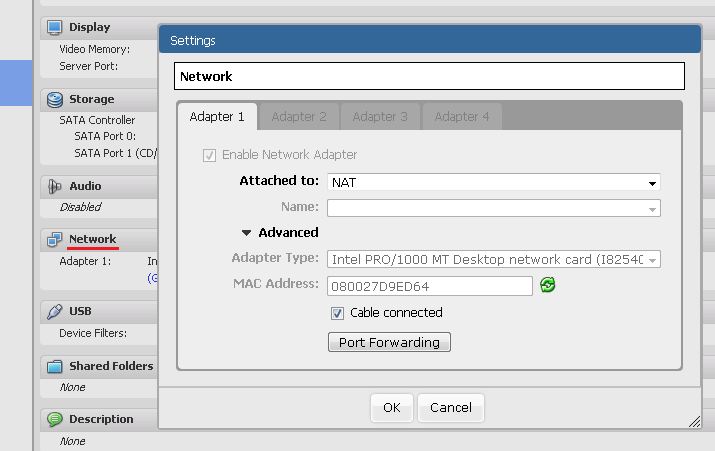 Display
Video Memory:
Server Port:
Storage
SATA Controller
SATA Port 0:
SATA Port 1 (CD/
Audio
Disabled
Network
Adapter 1: In
(G
USB
Device Filters:
Shared Folders
None
Description
None
Settings
Network
Adapter 1 Adapter 2 Adapter 3 Adapter 4
Enable Network Adapter
Attached to: NAT
Name:
Advanced
Adapter Type: Intel PRO/1000 MT Desktop network card (I8254
MAC Address: 080027D9ED64
Cable connected
Port Forwarding
OK Cancel